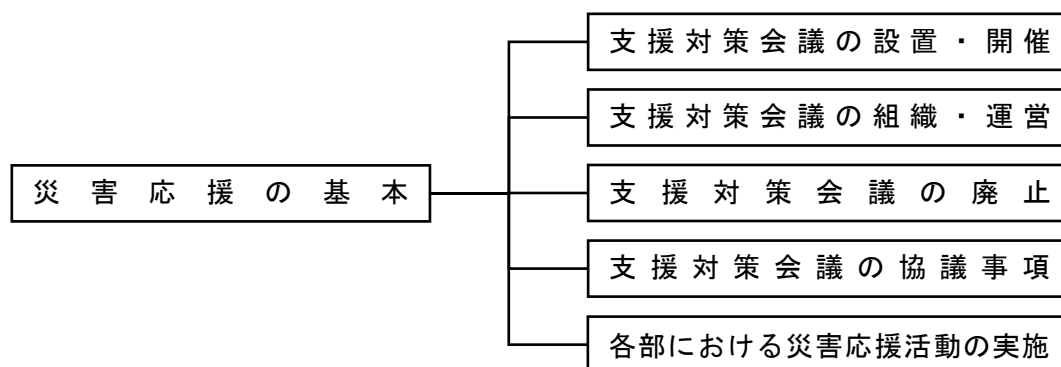 災害応援の基本
支援対策会議の設置・開催
支援対策会議の組織・運営
支援対策会議の廃止
支援対策会議の協議事項
各部における災害応援活動の実施